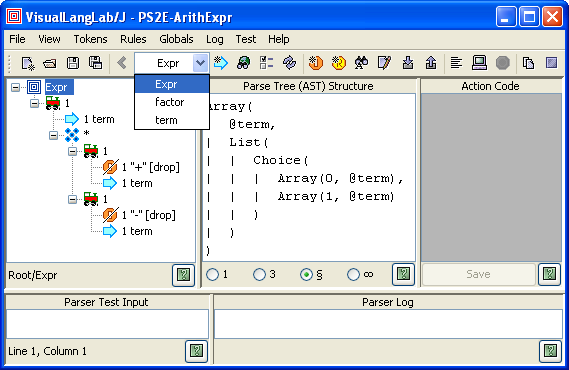 VisualLangLab/J - PS2E-ArithExpr
File View Tokens Rules Globals Log Test Help
Expr
Expr
factor
term
Expr
1
1 term
*
1
1 "+" [drop]
1 term
1
1 "-" [drop]
1 term
Root/Expr
Parse Tree (AST) Structure
Array(
@term,
| List(
| | Choice(
| | | Array(0, @term),
| | | Array(1, @term)
| | )
| )
)
1 3 § ∞
Action Code
Save
Parser Test Input
Line 1, Column 1
Parser Log